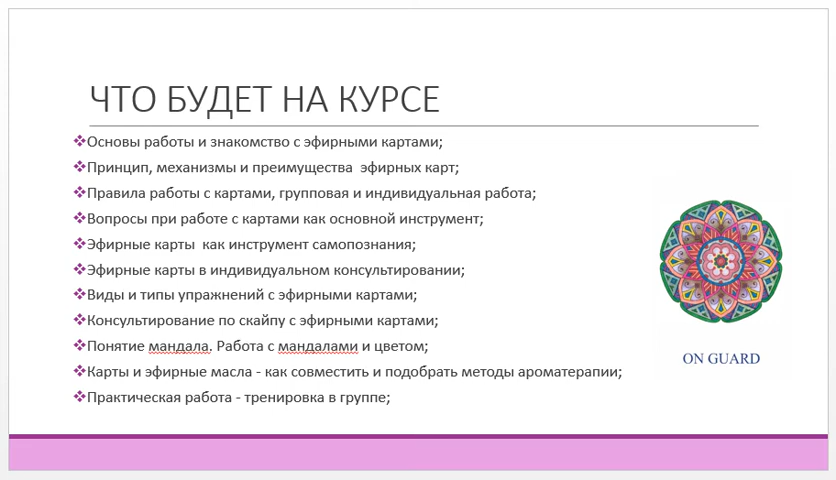 ЧТО БУДЕТ НА КУРСЕ
❖Основы работы и знакомство с эфирными картами;
❖Принцип, механизмы и преимущества  эфирных карт;
❖Правила работы с картами, групповая и индивидуальная работа;
❖Вопросы при работе с картами как основной инструмент;
❖Эфирные карты  как инструмент самопознания;
❖Эфирные карты в индивидуальном консультировании;
❖Виды и типы упражнений с эфирными картами;
❖Консультирование по скайпу с эфирными картами;
❖Понятие мандала. Работа с мандалами и цветом;
❖Карты и эфирные масла - как совместить и подобрать методы ароматерапии;
❖Практическая работа - тренировка в группе;
ON GUARD